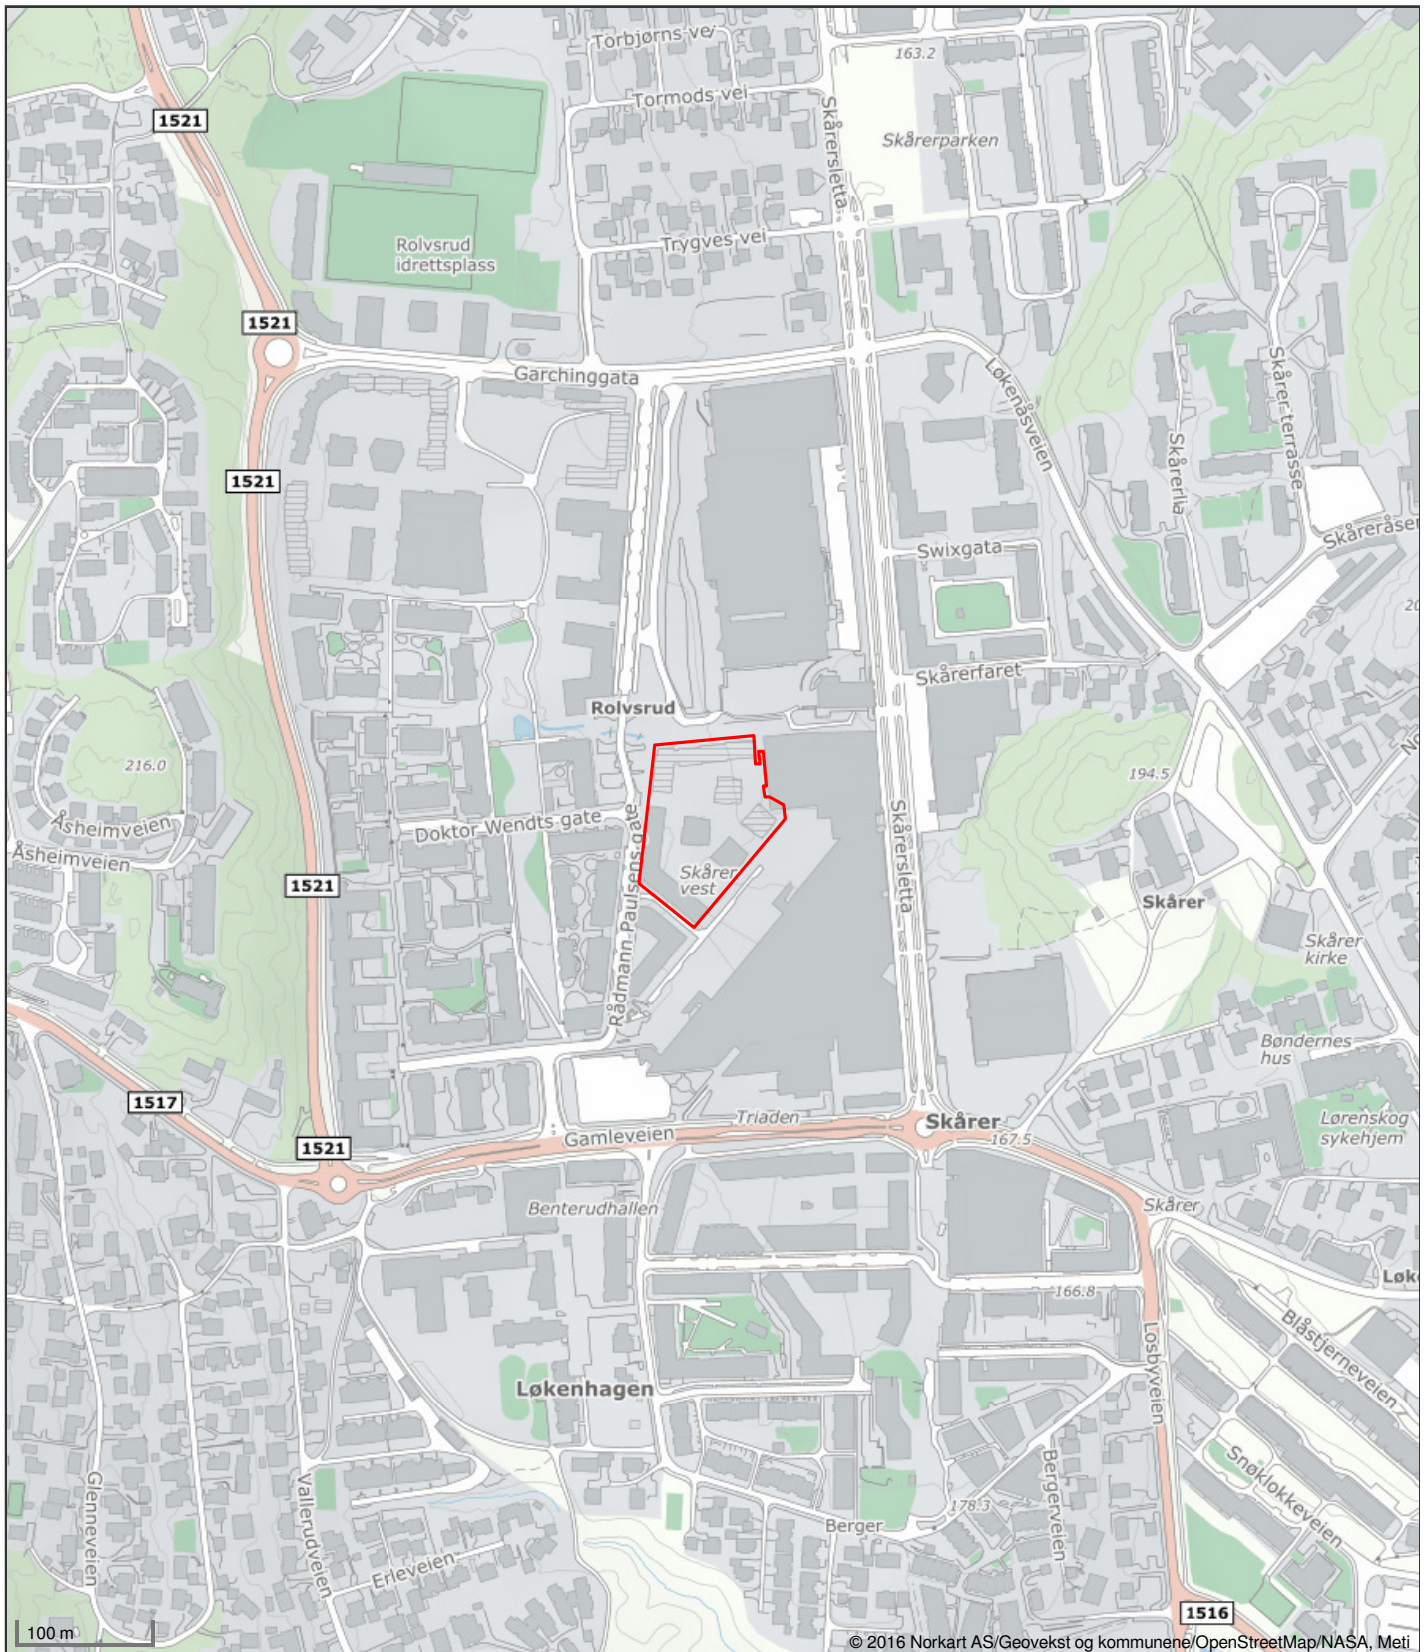 Torbjørns vei
163.2
Tormods vei
1521
Skårersletta
Skårerparken
Trygves vei
Rolvsrud
idrettsplass
1521
Garchinggata
Løkenåsveien
Skårer terrasse
1521
Skårerlia
Skåreråsen
Swixgata
Skårerfaret
Rolvsrud
216.0
194.5
Åsheimveien
Doktor Wendts gate
Rådmann Paulsens gate
Skårersletta
Åsheimveien
Skårer
vest
1521
Skårer
Skårer
kirke
Bøndernes
hus
1517
Triaden
Skårer
Lørenskog
sykehjem
1521
Gamleveien
167.5
Benterudhallen
Skårer
166.8
Løk
Blåstjerneveien
Løkenhagen
Losbyveien
Snøklokkeveien
Glenneveien
Vallerudveien
Bergerveien
178.3
Berger
Erleveien
1516
100 m
© 2016 Norkart AS/Geovekst og kommunene/OpenStreetMap/NASA, Meti